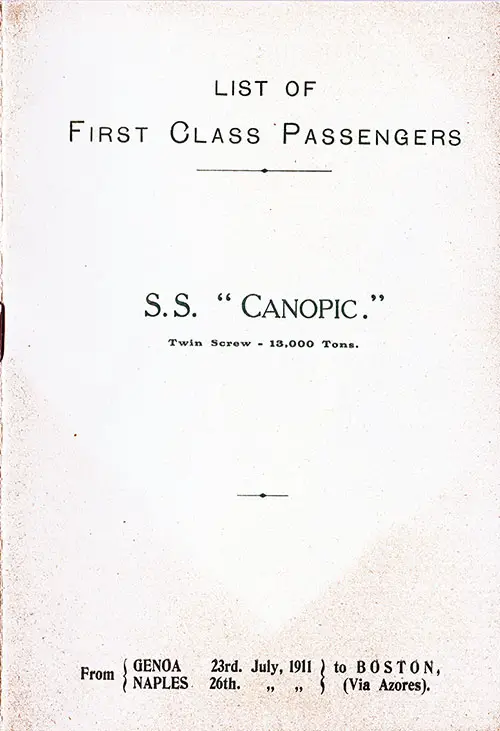 LIST OF
FIRST CLASS PASSENGERS
S.S. “CANOPIC.”
Twin Screw - 13,000 Tons.
From { GENOA 23rd. July, 1911 } to BOSTON,
{ NAPLES 26th. „ „ } (Via Azores).